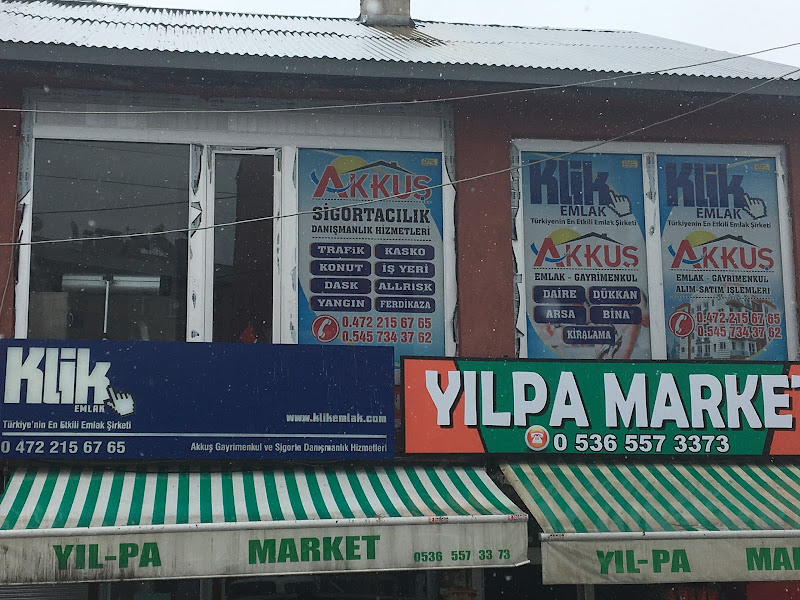 AKKUŞ
SİGORTACILIK
DANIŞMANLIK HİZMETLERİ
TRAFİK KASKO
KONUT İŞ YERİ
DASK ALLRISK
YANGIN FERDİKAZA
0.472 215 67 65
0.545 734 37 62
Klik
EMLAK
Türkiyenin En Etkili Emlak Şirketi
AKKUŞ
EMLAK - GAYRİMENKUL
DAİRE DÜKKAN
ARSA BİNA
KİRALAMA
Klik
EMLAK
Türkiyenin En Etkili Emlak Şirketi
AKKUŞ
EMLAK - GAYRİMENKUL
ALIM-SATIM İŞLEMLERİ
0.472 215 67 65
0.545 734 37 62
Klik
EMLAK
Türkiye'nin En Etkili Emlak Şirketi
www.klikemlak.com
0 472 215 67 65 Akkuş Gayrimenkul ve Sigorta Danışmanlık Hizmetleri
YILPA MARKET
0 536 557 3373
YIL-PA MARKET 0536 557 33 73
YIL-PA MAR